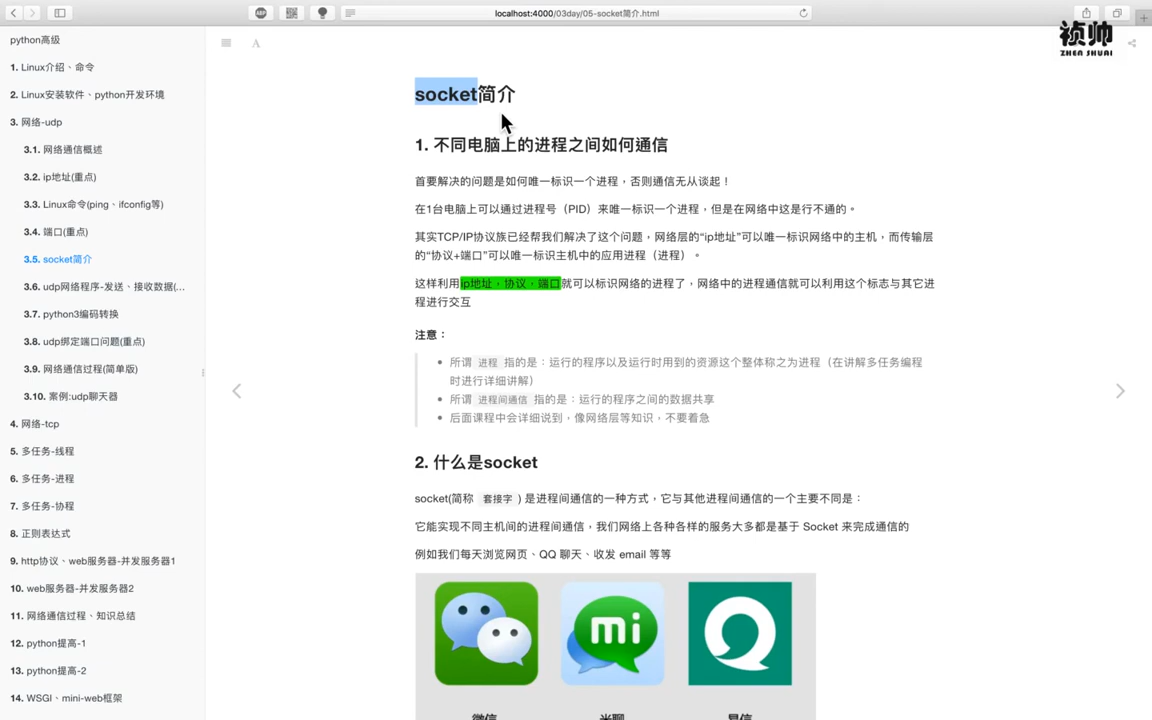 localhost:4000/03day/05-socket简介.html
ABP
祯帅
ZHEN SHUAI
python高级
1. Linux介绍、命令
2. Linux安装软件、python开发环境
3. 网络-udp
3.1. 网络通信概述
3.2. ip地址(重点)
3.3. Linux命令(ping、ifconfig等)
3.4. 端口(重点)
3.5. socket简介
3.6. udp网络程序-发送、接收数据(...
3.7. python3编码转换
3.8. udp绑定端口问题(重点)
3.9. 网络通信过程(简单版)
3.10. 案例:udp聊天器
4. 网络-tcp
5. 多任务-线程
6. 多任务-进程
7. 多任务-协程
8. 正则表达式
9. http协议、web服务器-并发服务器1
10. web服务器-并发服务器2
11. 网络通信过程、知识总结
12. python提高-1
13. python提高-2
14. WSGI、mini-web框架
A
socket简介
1. 不同电脑上的进程之间如何通信
首要解决的问题是如何唯一标识一个进程，否则通信无从谈起！
在1台电脑上可以通过进程号（PID）来唯一标识一个进程，但是在网络中这是行不通的。
其实TCP/IP协议族已经帮我们解决了这个问题，网络层的“ip地址”可以唯一标识网络中的主机，而传输层
的“协议+端口”可以唯一标识主机中的应用进程（进程）。
这样利用ip地址，协议，端口就可以标识网络的进程了，网络中的进程通信就可以利用这个标志与其它进
程进行交互
注意：
• 所谓 进程 指的是：运行的程序以及运行时用到的资源这个整体称之为进程（在讲解多任务编程
时进行详细讲解）
• 所谓 进程间通信 指的是：运行的程序之间的数据共享
• 后面课程中会详细说到，像网络层等知识，不要着急
2. 什么是socket
socket(简称 套接字 ) 是进程间通信的一种方式，它与其他进程间通信的一个主要不同是：
它能实现不同主机间的进程间通信，我们网络上各种各样的服务大多都是基于 Socket 来完成通信的
例如我们每天浏览网页、QQ 聊天、收发 email 等等
mi
微信 米聊 易信